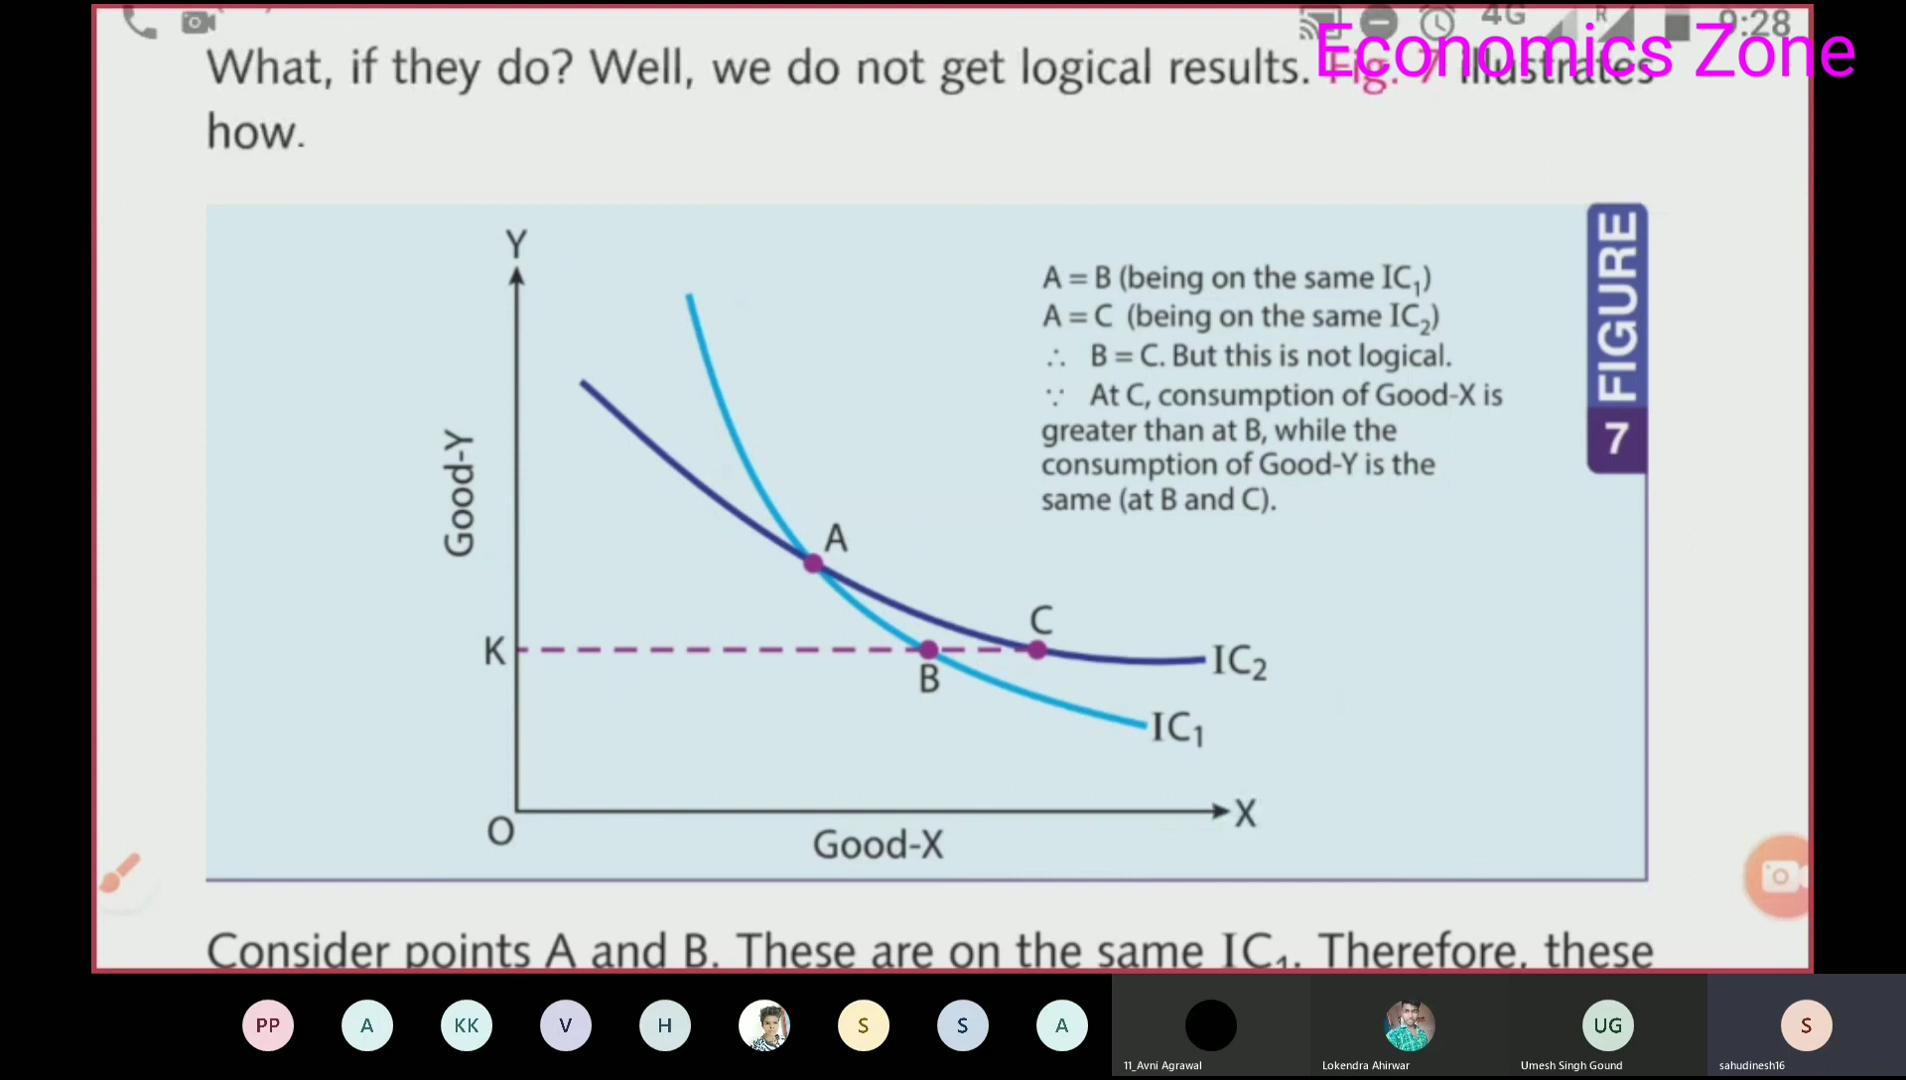 4G R 9:28
Economics Zone
What, if they do? Well, we do not get logical results. Fig. 7 illustrates
how.
FIGURE
7
Y
Good-Y
A = B (being on the same IC₁)
A = C (being on the same IC₂)
∴ B = C. But this is not logical.
∵ At C, consumption of Good-X is
greater than at B, while the
consumption of Good-Y is the
same (at B and C).
A
C
K
B
IC₂
IC₁
O
X
Good-X
Consider points A and B. These are on the same IC₁. Therefore, these
PP A KK V H S S A UG S
11_Avni Agrawal Lokendra Ahirwar Umesh Singh Gound sahudinesh16